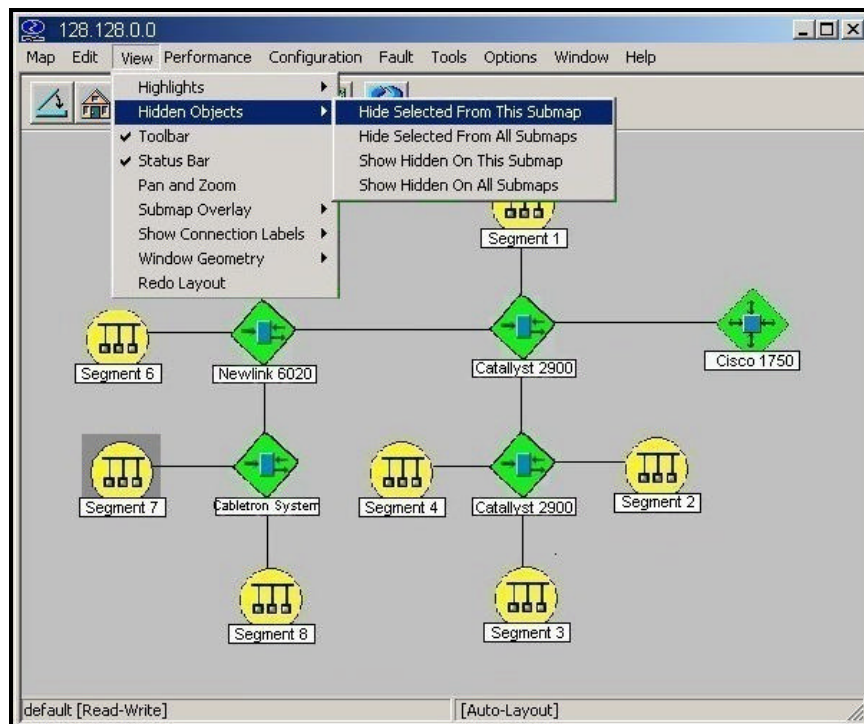 128.128.0.0
Map Edit View Performance Configuration Fault Tools Options Window Help
Highlights
Hidden Objects
Toolbar
Status Bar
Pan and Zoom
Submap Overlay
Show Connection Labels
Window Geometry
Redo Layout
Hide Selected From This Submap
Hide Selected From All Submaps
Show Hidden On This Submap
Show Hidden On All Submaps
Segment 1
Segment 6
Newlink 6020
Catallyst 2900
Cisco 1750
Segment 7
Cabletron System
Segment 4
Catallyst 2900
Segment 2
Segment 8
Segment 3
default [Read-Write]
[Auto-Layout]